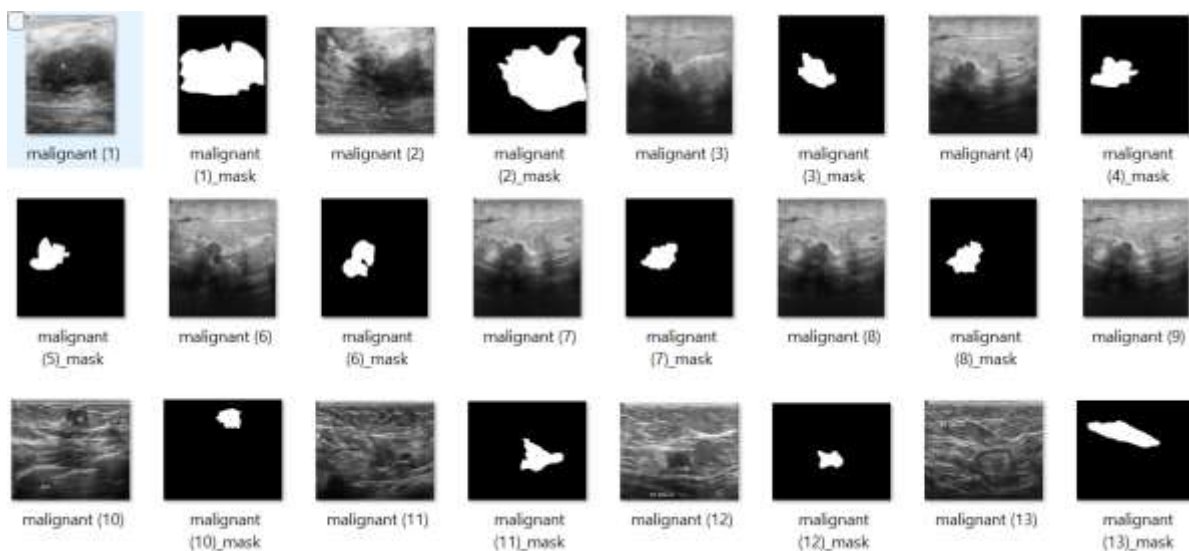 malignant (1)
malignant
(1)_mask
malignant (2)
malignant
(2)_mask
malignant (3)
malignant
(3)_mask
malignant (4)
malignant
(4)_mask
malignant
(5)_mask
malignant (6)
malignant
(6)_mask
malignant (7)
malignant
(7)_mask
malignant (8)
malignant
(8)_mask
malignant (9)
malignant (10)
malignant
(10)_mask
malignant (11)
malignant
(11)_mask
malignant (12)
malignant
(12)_mask
malignant (13)
malignant
(13)_mask